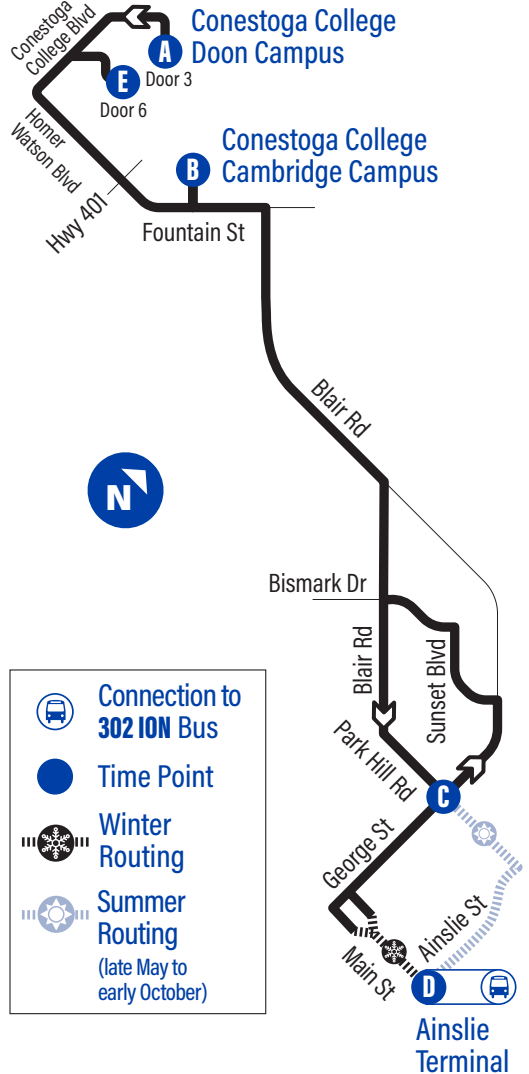 Conestoga
College Blvd
A
Door 3
Conestoga College
Doon Campus
E
Door 6
Homer
Watson Blvd
Hwy 401
B
Conestoga College
Cambridge Campus
Fountain St
Blair Rd
N
Bismark Dr
Blair Rd
Sunset Blvd
Park Hill Rd
C
George St
Ainslie St
Main St
D
Ainslie
Terminal
Connection to
302 ION Bus
Time Point
Winter
Routing
Summer
Routing
(late May to
early October)